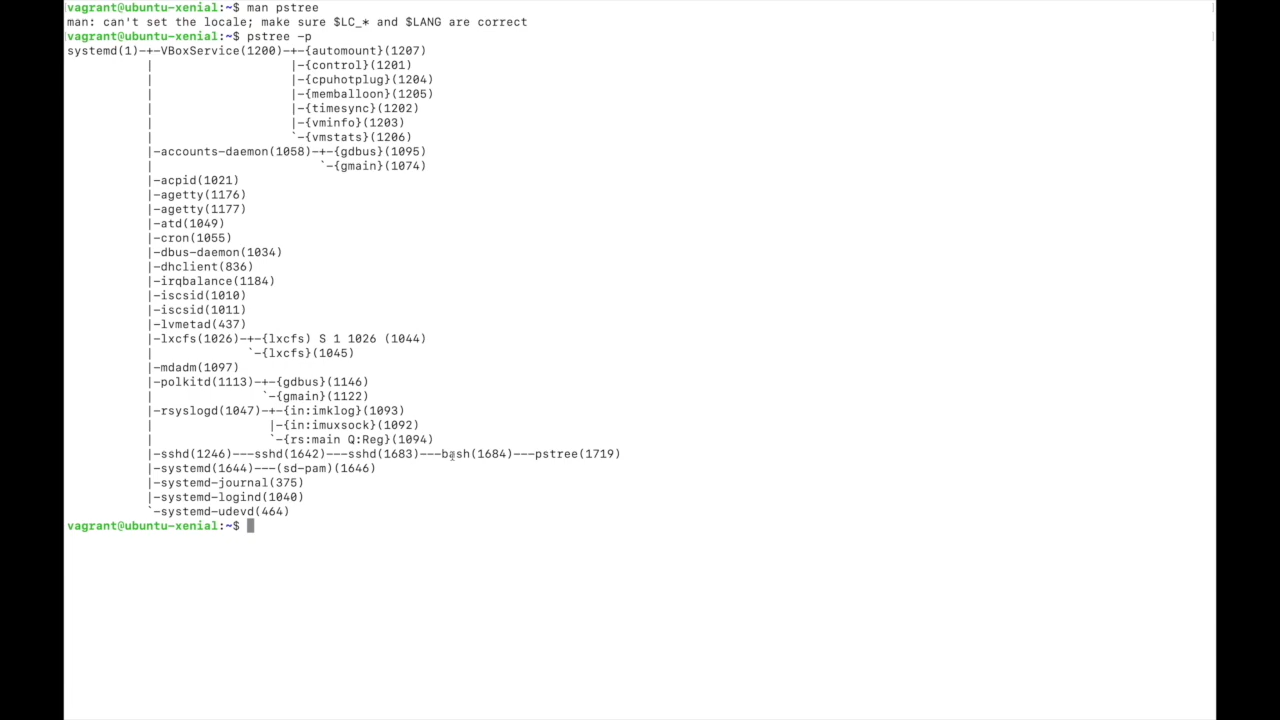 vagrant@ubuntu-xenial:~$ man pstree
man: can't set the locale; make sure $LC_* and $LANG are correct
vagrant@ubuntu-xenial:~$ pstree -p
systemd(1)-+-VBoxService(1200)-+-{automount}(1207)
           |                   |-{control}(1201)
           |                   |-{cpuhotplug}(1204)
           |                   |-{memballoon}(1205)
           |                   |-{timesync}(1202)
           |                   |-{vminfo}(1203)
           |                   `-{vmstats}(1206)
           |-accounts-daemon(1058)-+-{gdbus}(1095)
           |                       `-{gmain}(1074)
           |-acpid(1021)
           |-agetty(1176)
           |-agetty(1177)
           |-atd(1049)
           |-cron(1055)
           |-dbus-daemon(1034)
           |-dhclient(836)
           |-irqbalance(1184)
           |-iscsid(1010)
           |-iscsid(1011)
           |-lvmetad(437)
           |-lxcfs(1026)-+-{lxcfs) S 1 1026 (1044)
           |             `-{lxcfs}(1045)
           |-mdadm(1097)
           |-polkitd(1113)-+-{gdbus}(1146)
           |               `-{gmain}(1122)
           |-rsyslogd(1047)-+-{in:imklog}(1093)
           |                |-{in:imuxsock}(1092)
           |                `-{rs:main Q:Reg}(1094)
           |-sshd(1246)---sshd(1642)---sshd(1683)---bash(1684)---pstree(1719)
           |-systemd(1644)---(sd-pam)(1646)
           |-systemd-journal(375)
           |-systemd-logind(1040)
           `-systemd-udevd(464)
vagrant@ubuntu-xenial:~$